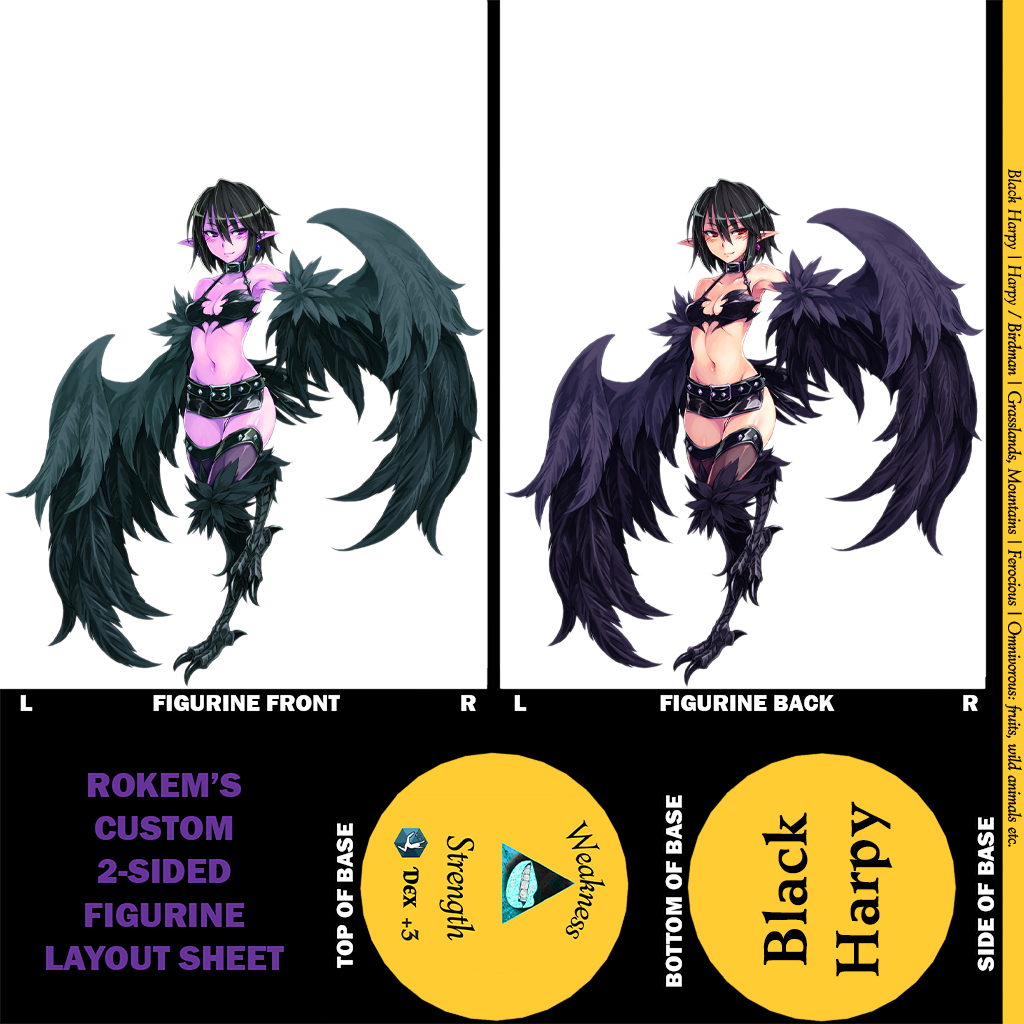 L FIGURINE FRONT R
L FIGURINE BACK R
Black Harpy | Harpy / Birdman | Grasslands, Mountains | Ferocious | Omnivorous: fruits, wild animals etc.
ROKEM'S
CUSTOM
2-SIDED
FIGURINE
LAYOUT SHEET
TOP OF BASE
Weakness
Strength
DEX +3
BOTTOM OF BASE
Black
Harpy
SIDE OF BASE